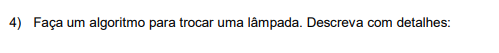 4) Faça um algoritmo para trocar uma lâmpada. Descreva com detalhes: